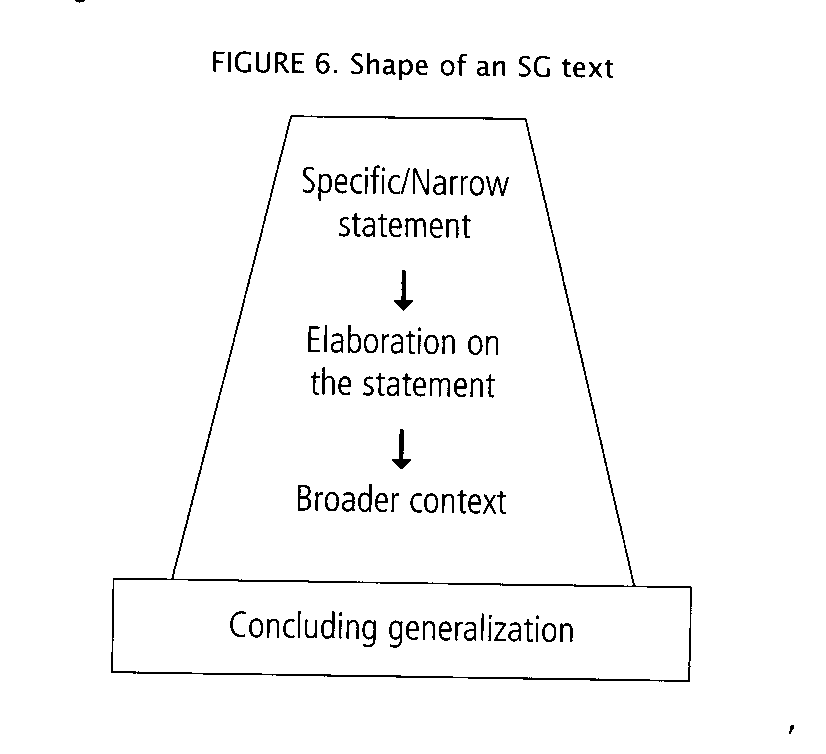 FIGURE 6. Shape of an SG text
Specific/Narrow
statement
Elaboration on
the statement
Broader context
Concluding generalization